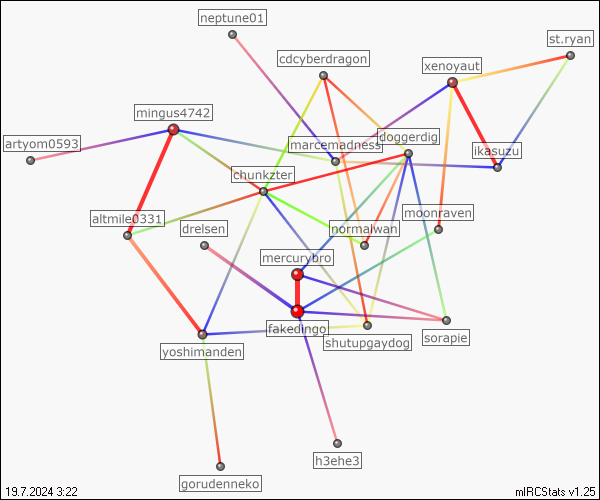 neptune01
st.ryan
cdcyberdragon
xenoyaut
mingus4742
doggerdig
artyom0593
marcemadness
ikasuzu
chunkzter
altmile0331
moonraven
drelsen
normalwan
mercurybro
fakedingo
sorapie
shutupgaydog
yoshimanden
h3ehe3
gorudenneko
19.7.2024 3:22
mIRCStats v1.25